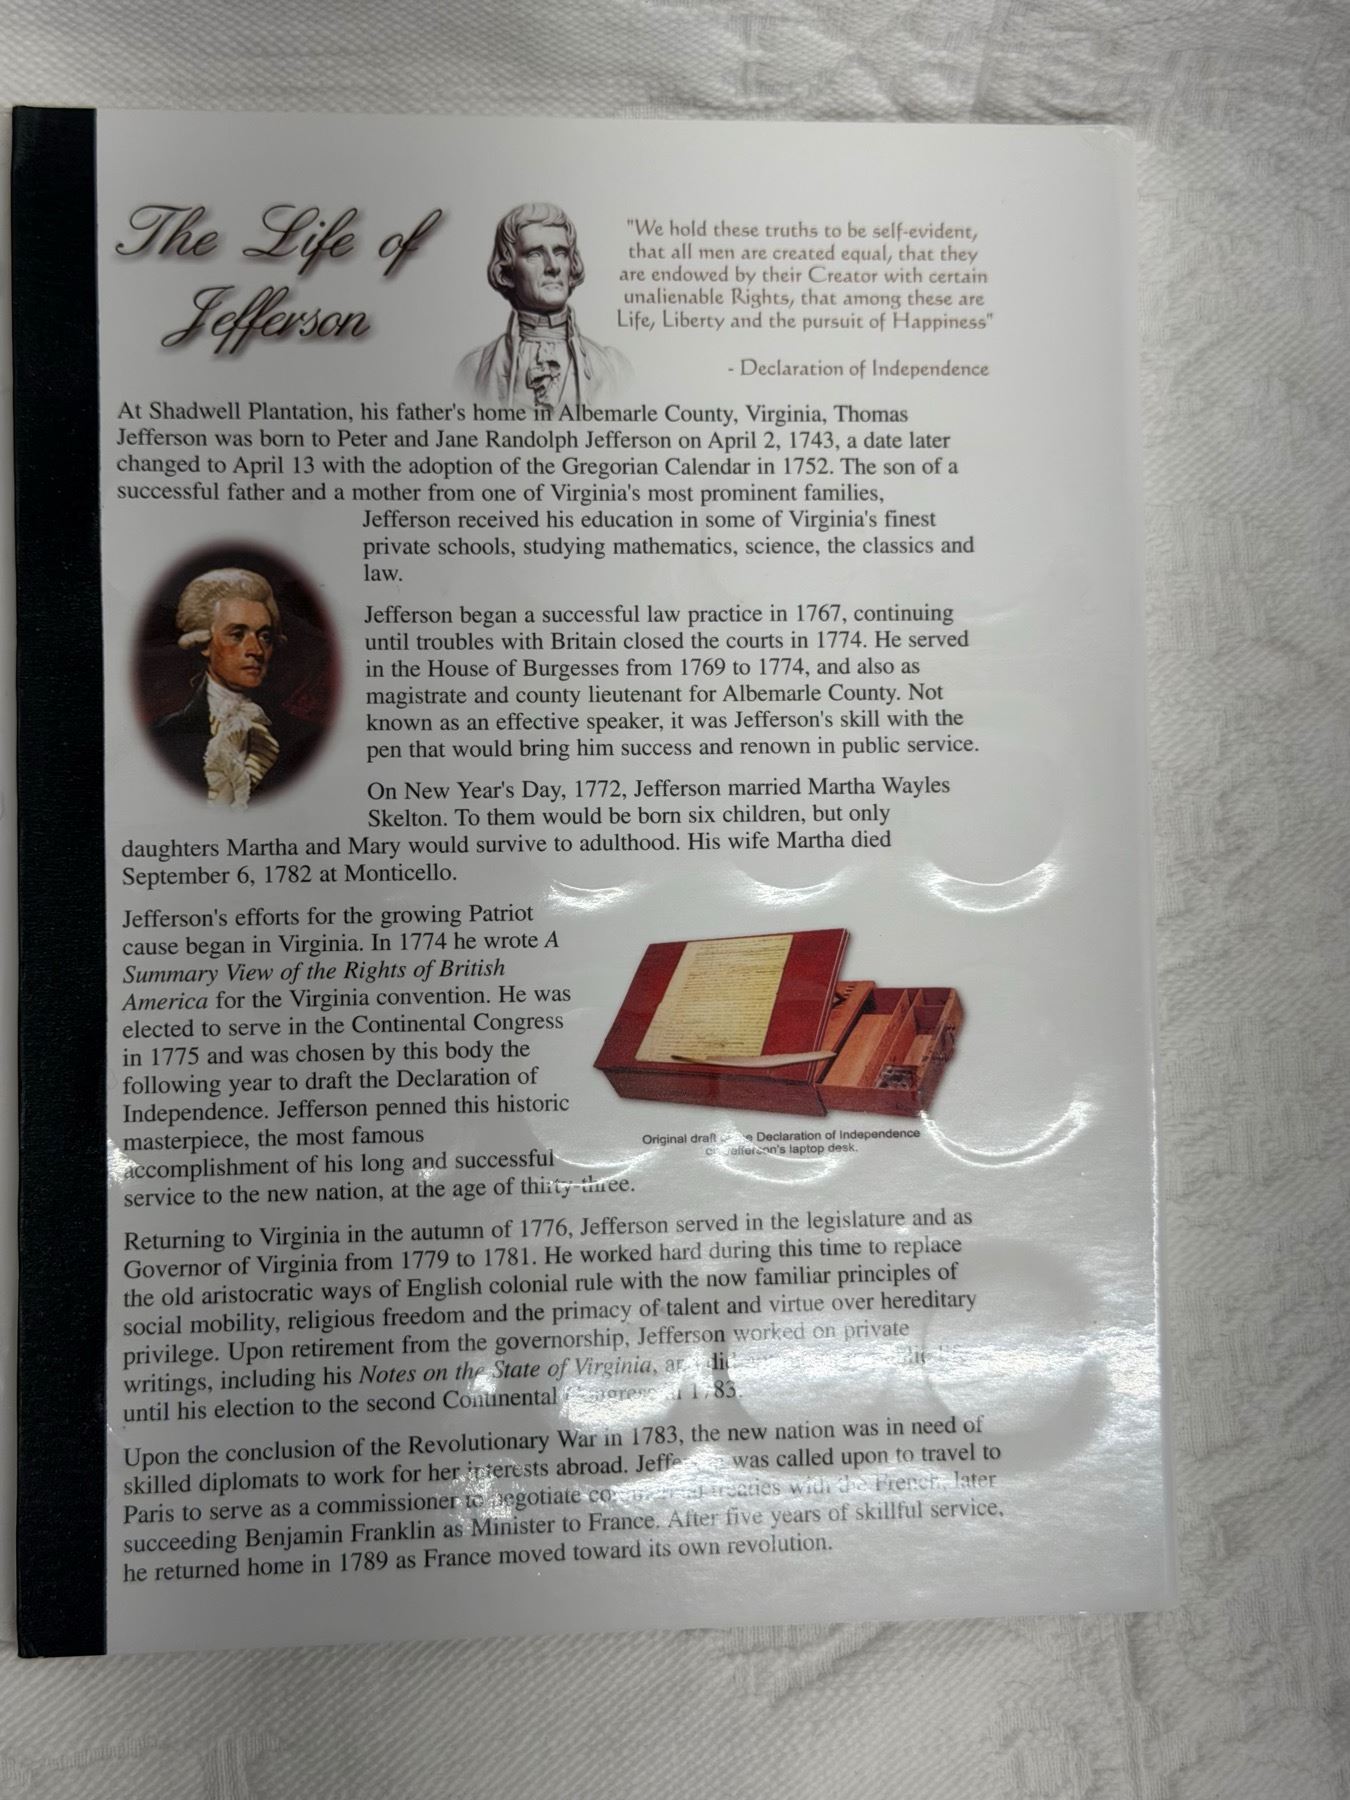 The Life of
Jefferson
"We hold these truths to be self-evident,
that all men are created equal, that they
are endowed by their Creator with certain
unalienable Rights, that among these are
Life, Liberty and the pursuit of Happiness"
- Declaration of Independence
At Shadwell Plantation, his father's home in Albemarle County, Virginia, Thomas
Jefferson was born to Peter and Jane Randolph Jefferson on April 2, 1743, a date later
changed to April 13 with the adoption of the Gregorian Calendar in 1752. The son of a
successful father and a mother from one of Virginia's most prominent families,
Jefferson received his education in some of Virginia's finest
private schools, studying mathematics, science, the classics and
law.
Jefferson began a successful law practice in 1767, continuing
until troubles with Britain closed the courts in 1774. He served
in the House of Burgesses from 1769 to 1774, and also as
magistrate and county lieutenant for Albemarle County. Not
known as an effective speaker, it was Jefferson's skill with the
pen that would bring him success and renown in public service.
On New Year's Day, 1772, Jefferson married Martha Wayles
Skelton. To them would be born six children, but only
daughters Martha and Mary would survive to adulthood. His wife Martha died
September 6, 1782 at Monticello.
Jefferson's efforts for the growing Patriot
cause began in Virginia. In 1774 he wrote A
Summary View of the Rights of British
America for the Virginia convention. He was
elected to serve in the Continental Congress
in 1775 and was chosen by this body the
following year to draft the Declaration of
Independence. Jefferson penned this historic
masterpiece, the most famous
accomplishment of his long and successful
service to the new nation, at the age of thirty-three.
Original draft Declaration of Independence
Jefferson's laptop desk.
Returning to Virginia in the autumn of 1776, Jefferson served in the legislature and as
Governor of Virginia from 1779 to 1781. He worked hard during this time to replace
the old aristocratic ways of English colonial rule with the now familiar principles of
social mobility, religious freedom and the primacy of talent and virtue over hereditary
privilege. Upon retirement from the governorship, Jefferson worked on private
writings, including his Notes on the State of Virginia,
until his election to the second Continental Congress 1783.
Upon the conclusion of the Revolutionary War in 1783, the new nation was in need of
skilled diplomats to work for her interests abroad. Jefferson was called upon to travel to
Paris to serve as a commissioner to negotiate treaties with the French, later
succeeding Benjamin Franklin as Minister to France. After five years of skillful service,
he returned home in 1789 as France moved toward its own revolution.